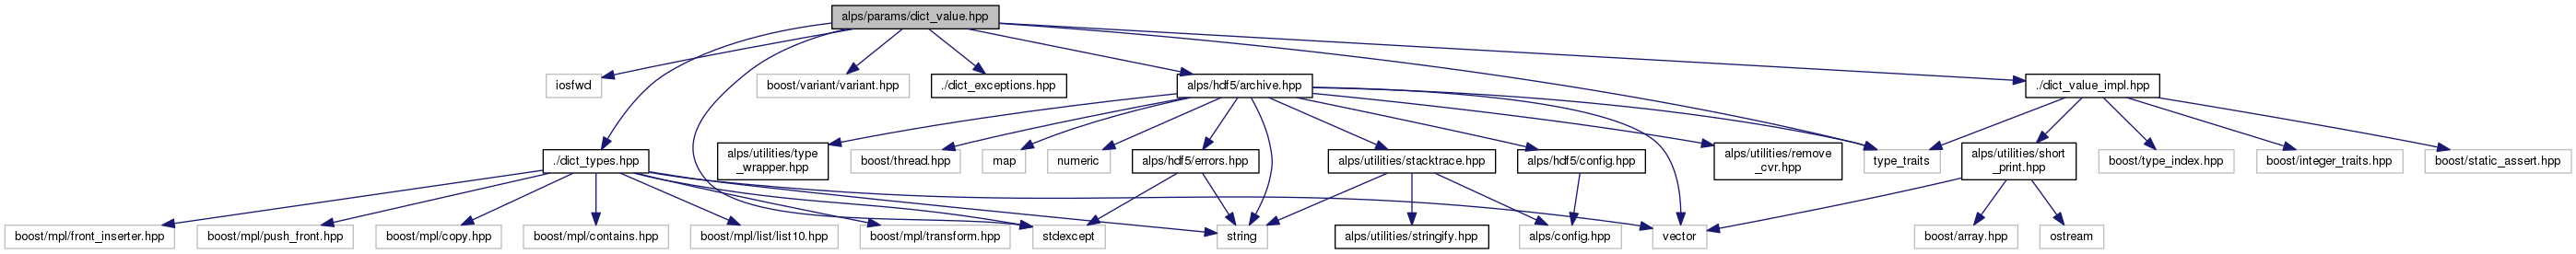 alps/params/dict_value.hpp
iosfwd
boost/variant/variant.hpp
./dict_exceptions.hpp
alps/hdf5/archive.hpp
./dict_value_impl.hpp
./dict_types.hpp
alps/utilities/type
_wrapper.hpp
boost/thread.hpp
map
numeric
alps/hdf5/errors.hpp
alps/utilities/stacktrace.hpp
alps/hdf5/config.hpp
alps/utilities/remove
_cvr.hpp
type_traits
alps/utilities/short
_print.hpp
boost/type_index.hpp
boost/integer_traits.hpp
boost/static_assert.hpp
boost/mpl/front_inserter.hpp
boost/mpl/push_front.hpp
boost/mpl/copy.hpp
boost/mpl/contains.hpp
boost/mpl/list/list10.hpp
boost/mpl/transform.hpp
stdexcept
string
alps/utilities/stringify.hpp
alps/config.hpp
vector
boost/array.hpp
ostream